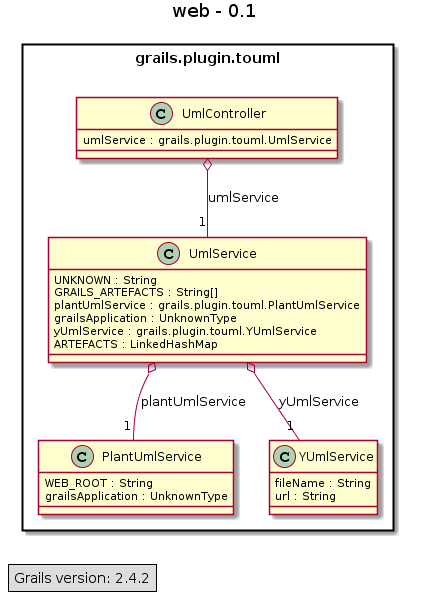 web - 0.1
grails.plugin.touml
C UmlController
umlService : grails.plugin.touml.UmlService
umlService
1
C UmlService
UNKNOWN : String
GRAILS_ARTEFACTS : String[]
plantUmlService : grails.plugin.touml.PlantUmlService
grailsApplication : UnknownType
yUmlService : grails.plugin.touml.YUmlService
ARTEFACTS : LinkedHashMap
plantUmlService
yUmlService
1
1
C PlantUmlService
WEB_ROOT : String
grailsApplication : UnknownType
C YUmlService
fileName : String
url : String
Grails version: 2.4.2